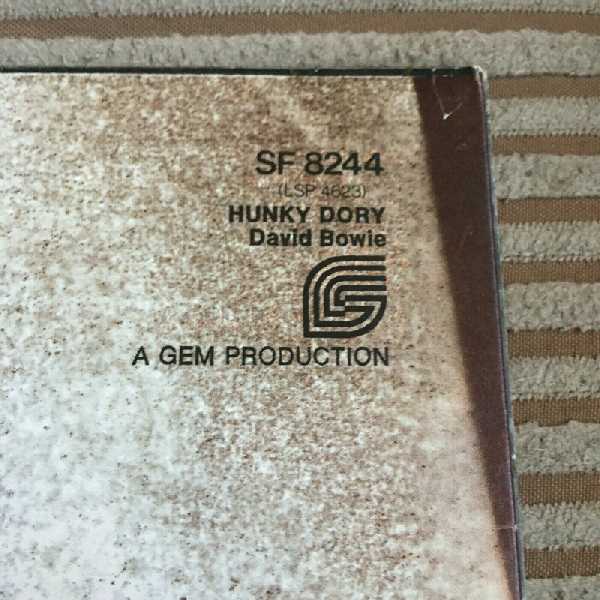 SF 8244
(LSP 4623)
HUNKY DORY
David Bowie
A GEM PRODUCTION